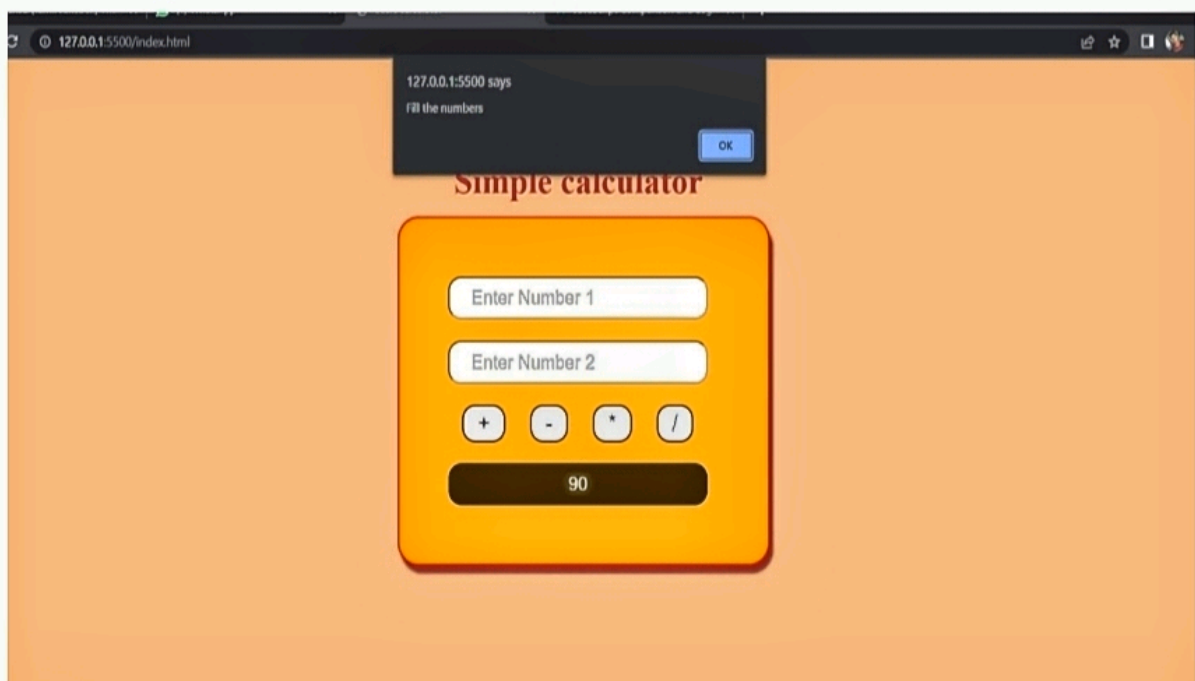 127.0.0.1:5500/index.html
127.0.0.1:5500 says
Fill the numbers
OK
Simple calculator
Enter Number 1
Enter Number 2
+ - * /
90